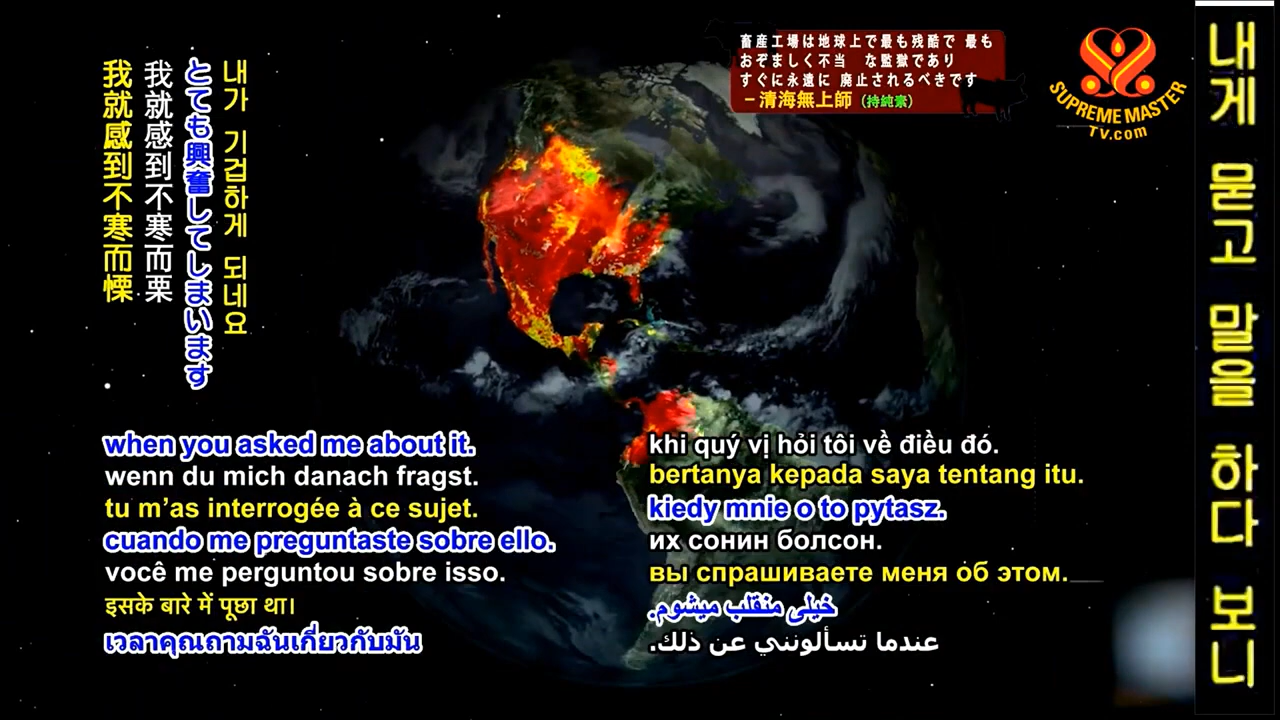 내게 묻고 말을 하다 보니
내가 기겁하게 되네요
とても興奮してしまいます
我就感到不寒而栗
我就感到不寒而慄
畜産工場は地球上で最も残酷で 最も
おぞましく不当 な監獄であり
すぐに永遠に 廃止されるべきです
－清海無上師 (持純素)
SUPREME MASTER
TV.com
when you asked me about it.
wenn du mich danach fragst.
tu m’as interrogée à ce sujet.
cuando me preguntaste sobre ello.
você me perguntou sobre isso.
इसके बारे में पूछा था।
เวลาคุณถามฉันเกี่ยวกับมัน
khi quý vị hỏi tôi về điều đó.
bertanya kepada saya tentang itu.
kiedy mnie o to pytasz.
их сонин болсон.
вы спрашиваете меня об этом.
خیلی منقلب میشوم.
عندما تسألونني عن ذلك.